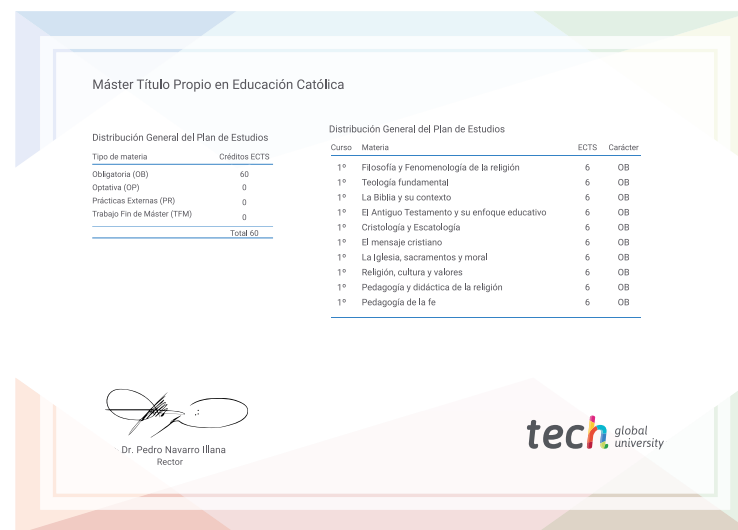 Máster Título Propio en Educación Católica
Distribución General del Plan de Estudios
Tipo de materia Créditos ECTS
Obligatoria (OB) 60
Optativa (OP) 0
Prácticas Externas (PR) 0
Trabajo Fin de Máster (TFM) 0
Total 60
Distribución General del Plan de Estudios
Curso Materia ECTS Carácter
1º Filosofía y Fenomenología de la religión 6 OB
1º Teología fundamental 6 OB
1º La Biblia y su contexto 6 OB
1º El Antiguo Testamento y su enfoque educativo 6 OB
1º Cristología y Escatología 6 OB
1º El mensaje cristiano 6 OB
1º La Iglesia, sacramentos y moral 6 OB
1º Religión, cultura y valores 6 OB
1º Pedagogía y didáctica de la religión 6 OB
1º Pedagogía de la fe 6 OB
Dr. Pedro Navarro Illana
Rector
tech global
university